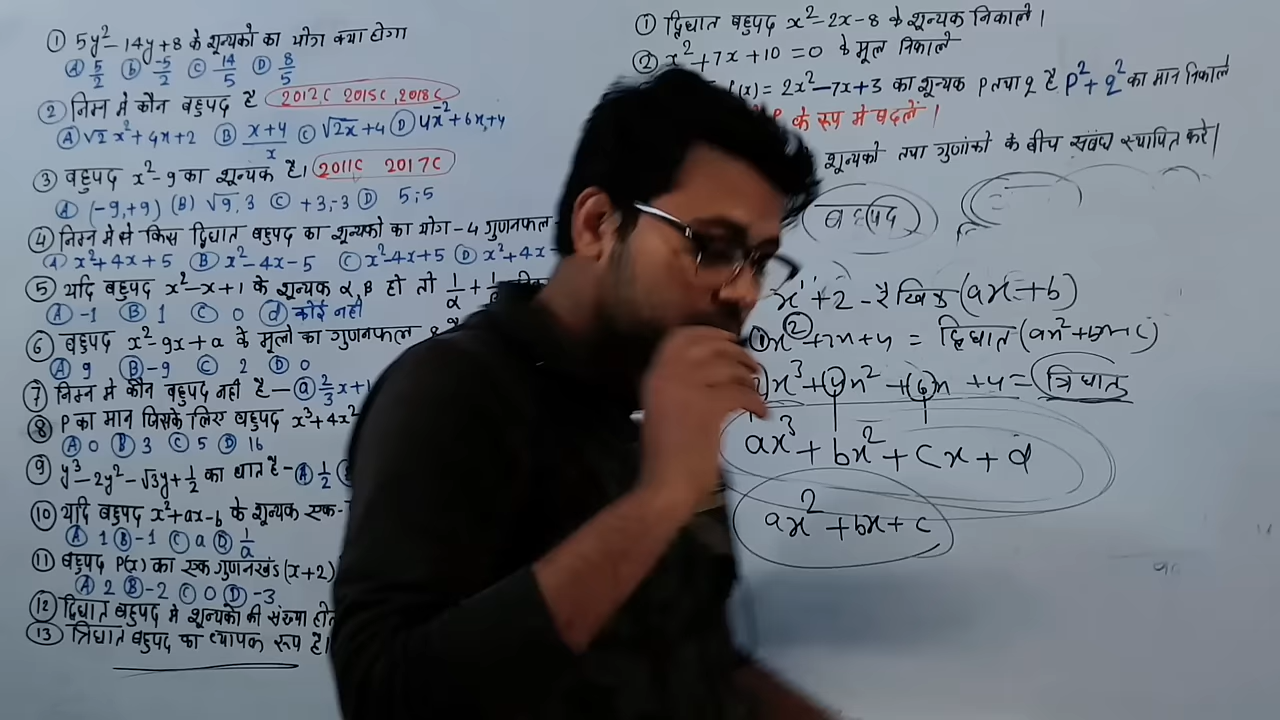 ① 5y²-14y+8 के शून्यकों का योग क्या होगा
Ⓐ 5/2 ⓑ -5/2 Ⓒ 14/5 Ⓓ 8/5
② निम्न मे कौन बहुपद है 2012,C 2015C,2018C
Ⓐ √2x²+4x+2 Ⓑ x+4/x Ⓒ √2x+4 Ⓓ 4x⁻²+6x+4
③ बहुपद x²-9 का शून्यक है। 2011C 2017C
Ⓐ (-9,+9) (B) √9,3 Ⓒ +3,-3 Ⓓ 5,5
④ निम्न मे से किस द्विघात बहुपद का शून्यकों का योग -4 गुणनफल
Ⓐ x²+4x+5 Ⓑ x²-4x-5 Ⓒ x²-4x+5 Ⓓ x²+4x-
⑤ यदि बहुपद x²-x+1 के शून्यक α,β हो तो 1/α +
Ⓐ -1 Ⓑ 1 Ⓒ 0 ⓓ कोई नही
⑥ बहुपद x²-9x+a के मूलों का गुणनफल 8 है
Ⓐ 9 Ⓑ -9 Ⓒ 2 Ⓓ 0
⑦ निम्न मे कौन बहुपद नही है- ⓐ 2/3x+1
⑧ P का मान जिसके लिए बहुपद x³+4x²
Ⓐ 0 Ⓑ 3 Ⓒ 5 Ⓓ 16
⑨ y³-2y²-√3y+1/2 का घात है- Ⓐ 1/2
⑩ यदि बहुपद x²+ax-b के शून्यक एक-
Ⓐ 1 Ⓑ -1 Ⓒ a Ⓓ 1/a
⑪ बहुपद P(x) का एक गुणनखंड (x+2)
Ⓐ 2 Ⓑ -2 Ⓒ 0 Ⓓ -3
⑫ द्विघात बहुपद मे शून्यकों की संख्या होत
⑬ त्रिघात बहुपद का व्यापक रूप है।
① द्विघात बहुपद x²-2x-8 के शून्यक निकाले।
② x²+7x+10=0 के मूल निकाले
(x)=2x²-7x+3 का शून्यक P तथा q है P²+q² का मान निकाले
के रूप मे बदलें।
शून्यको तथा गुणांको के बीच संबंध स्थापित करे।
बहुपद
x¹+2 - रैखिक (ax+b)
x²+7x+4 = द्विघात (ax²+bx+c)
x³+ x²+ x+4 = त्रिघात
ax³+bx²+cx+d
ax²+bx+c